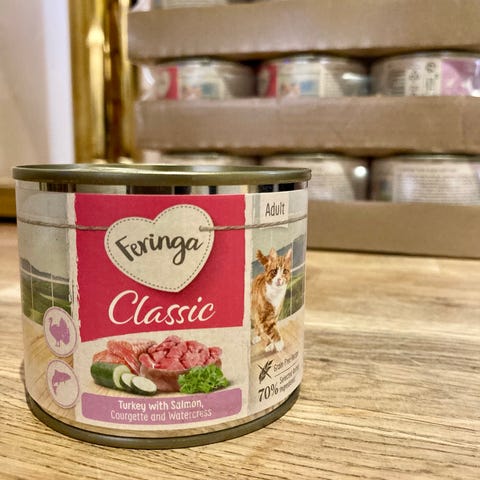 Adult
Feringa
Classic
Grain Free Recipe
70%
Turkey with Salmon,
Courgette and Watercress